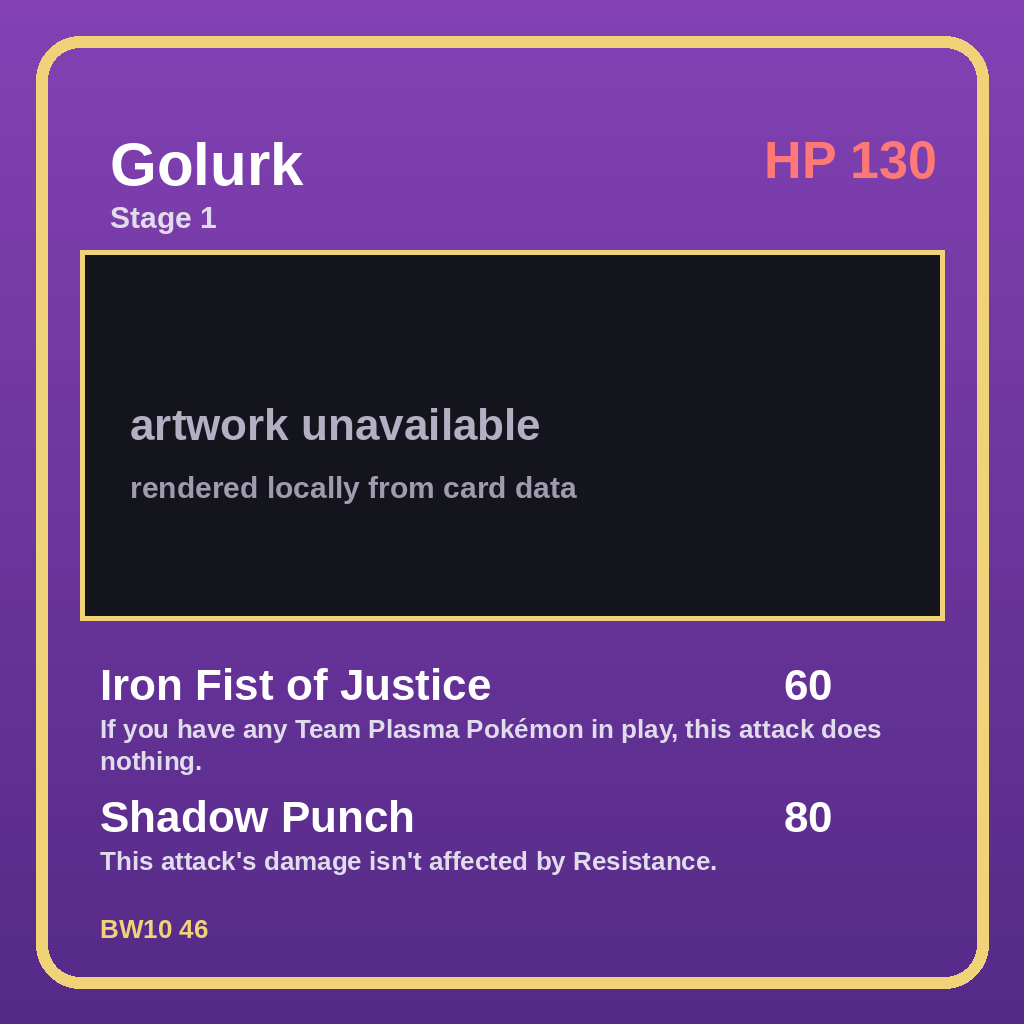 Golurk
HP 130
Stage 1
artwork unavailable
rendered locally from card data
Iron Fist of Justice 60
If you have any Team Plasma Pokémon in play, this attack does
nothing.
Shadow Punch 80
This attack's damage isn't affected by Resistance.
BW10 46